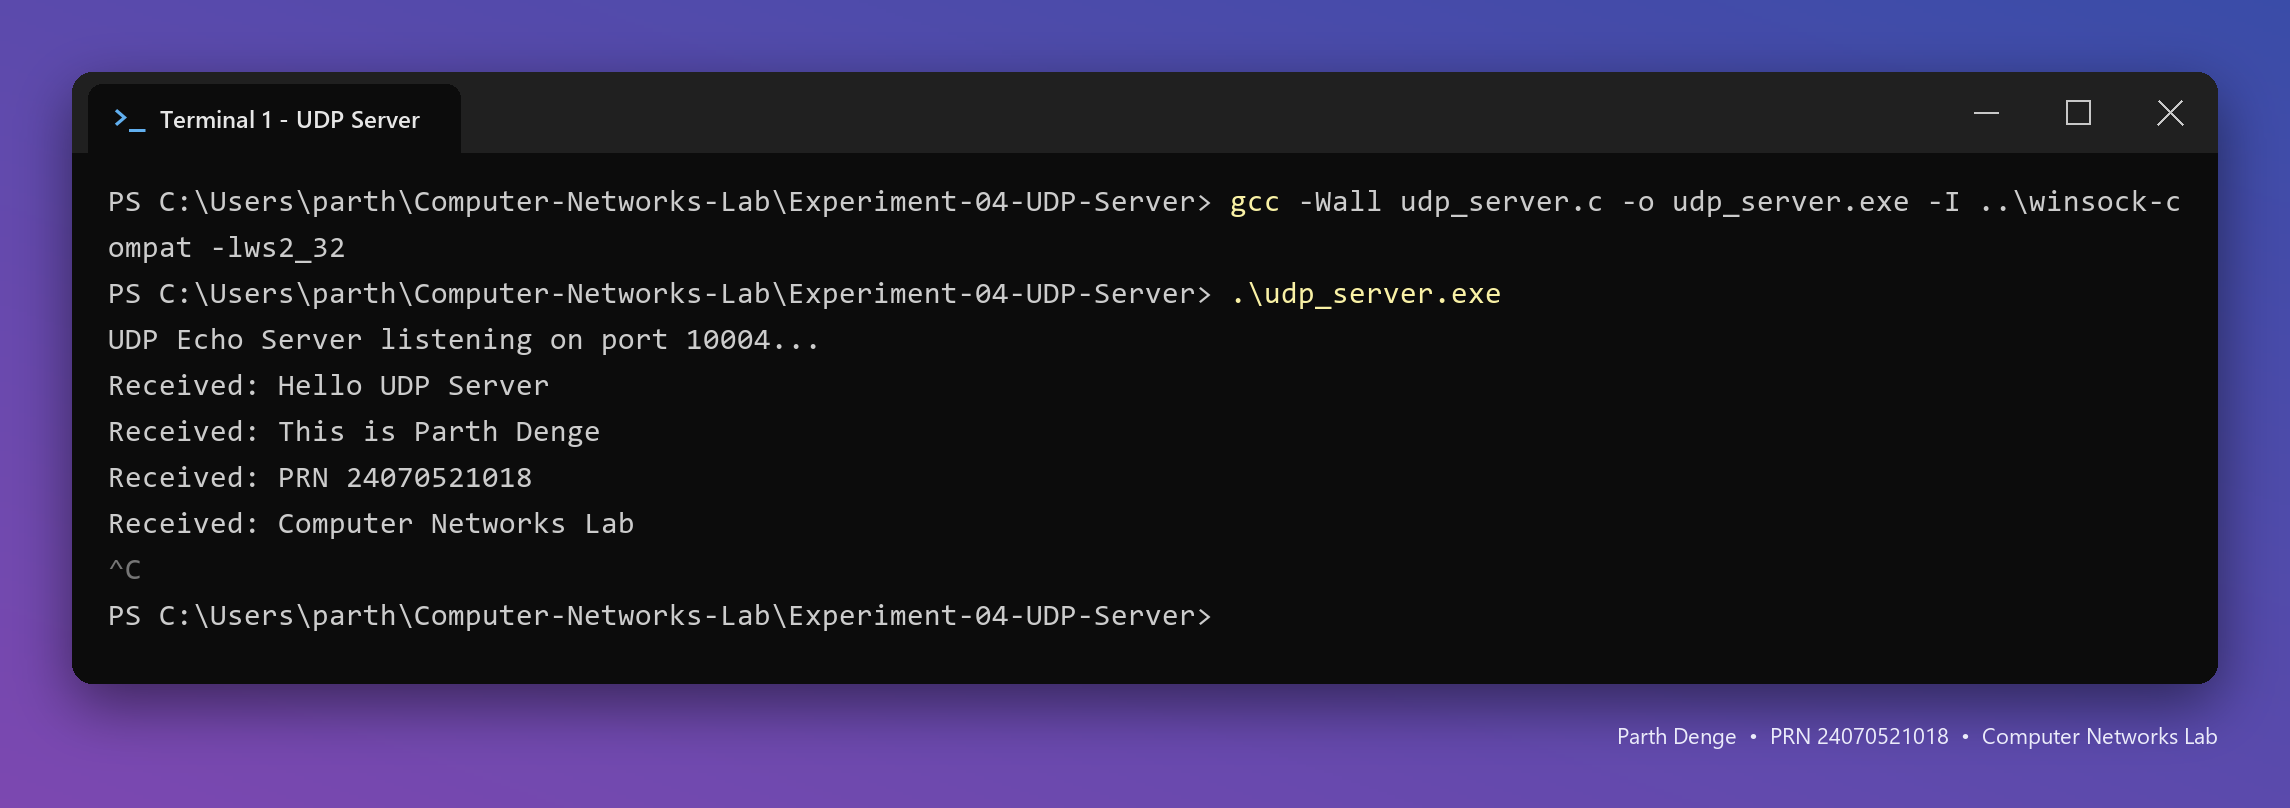 >_ Terminal 1 - UDP Server
PS C:\Users\parth\Computer-Networks-Lab\Experiment-04-UDP-Server> gcc -Wall udp_server.c -o udp_server.exe -I ..\winsock-c
ompat -lws2_32
PS C:\Users\parth\Computer-Networks-Lab\Experiment-04-UDP-Server> .\udp_server.exe
UDP Echo Server listening on port 10004...
Received: Hello UDP Server
Received: This is Parth Denge
Received: PRN 24070521018
Received: Computer Networks Lab
^C
PS C:\Users\parth\Computer-Networks-Lab\Experiment-04-UDP-Server>
Parth Denge • PRN 24070521018 • Computer Networks Lab